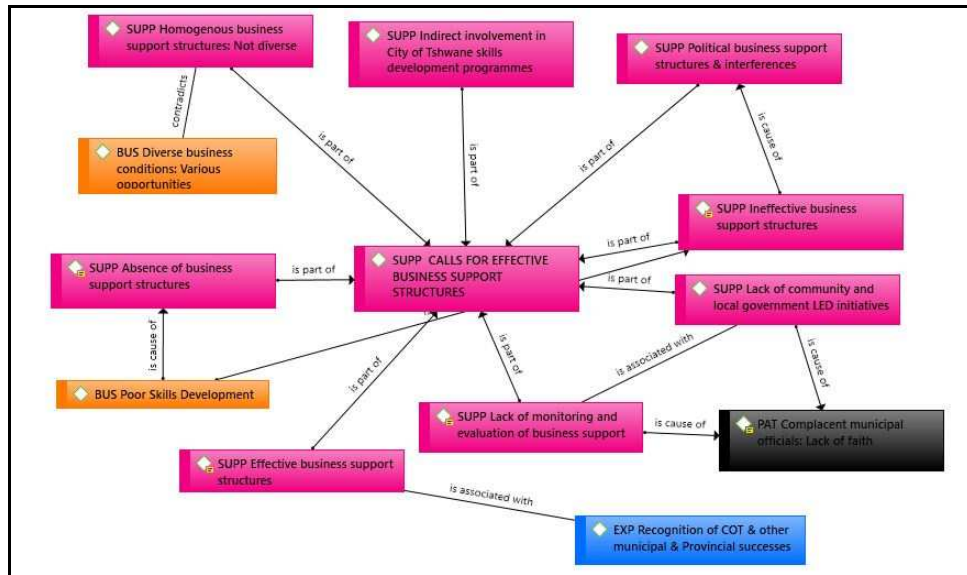 SUPP Homogenous business
support structures: Not diverse
SUPP Indirect involvement in
City of Tshwane skills
development programmes
SUPP Political business support
structures & interferences
contradicts
is part of
is part of
is part of
is cause of
BUS Diverse business
conditions: Various
opportunities
SUPP Ineffective business
support structures
is part of
SUPP CALLS FOR EFFECTIVE
BUSINESS SUPPORT
STRUCTURES
SUPP Absence of business
support structures
is part of
is part of
SUPP Lack of community and
local government LED initiatives
is cause of
is part of
is part of
is associated with
is cause of
BUS Poor Skills Development
SUPP Lack of monitoring and
evaluation of business support
is cause of
PAT Complacent municipal
officials: Lack of faith
SUPP Effective business support
structures
is associated with
EXP Recognition of COT & other
municipal & Provincial successes